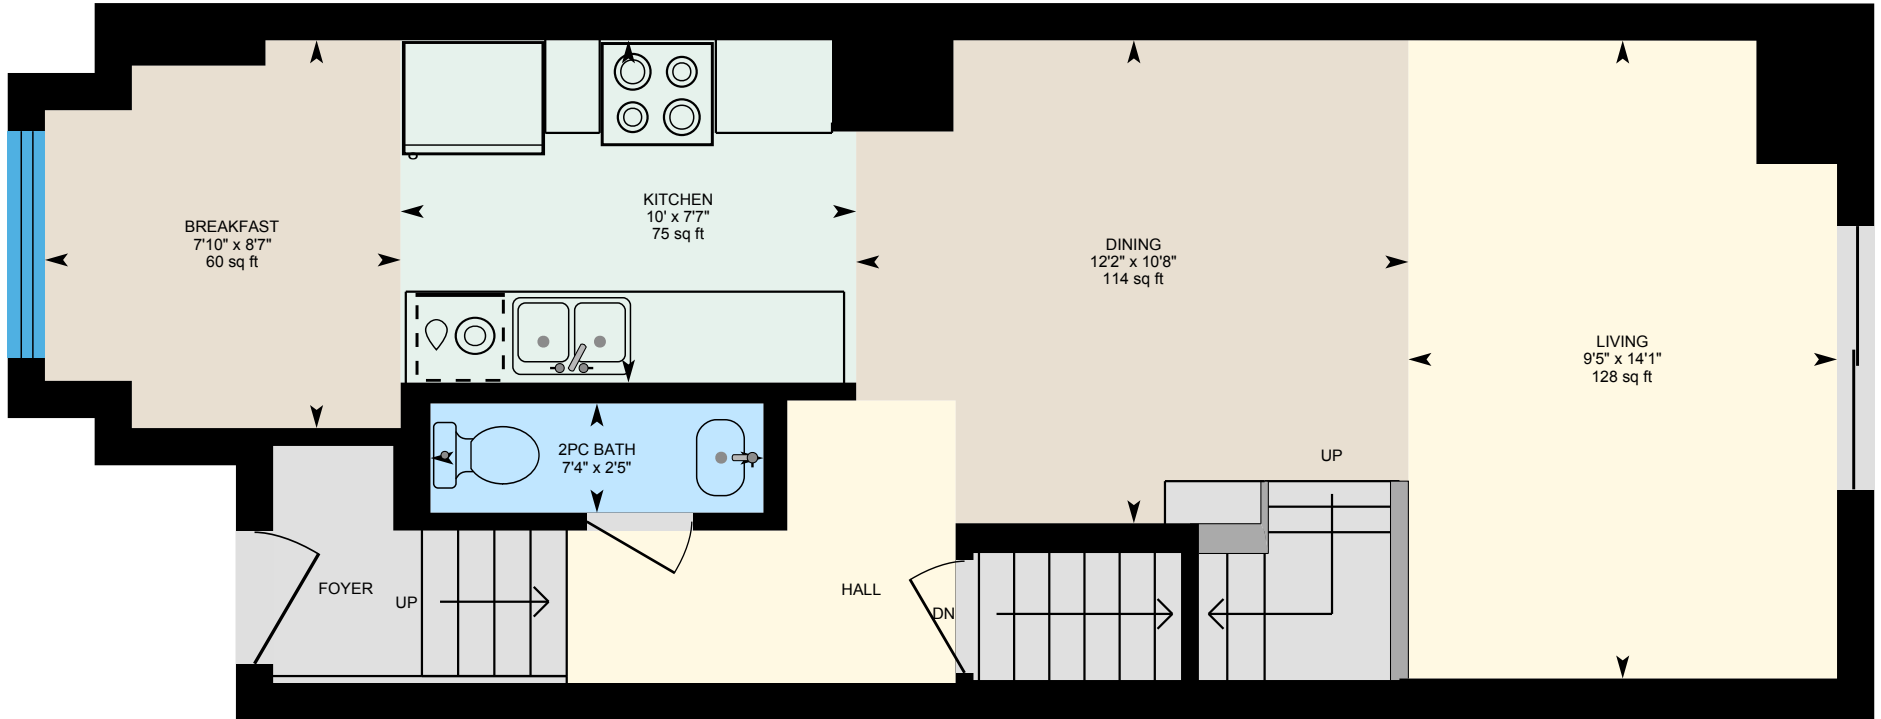 BREAKFAST
7'10" x 8'7"
60 sq ft
KITCHEN
10' x 7'7"
75 sq ft
DINING
12'2" x 10'8"
114 sq ft
LIVING
9'5" x 14'1"
128 sq ft
2PC BATH
7'4" x 2'5"
UP
FOYER
UP
HALL
DN